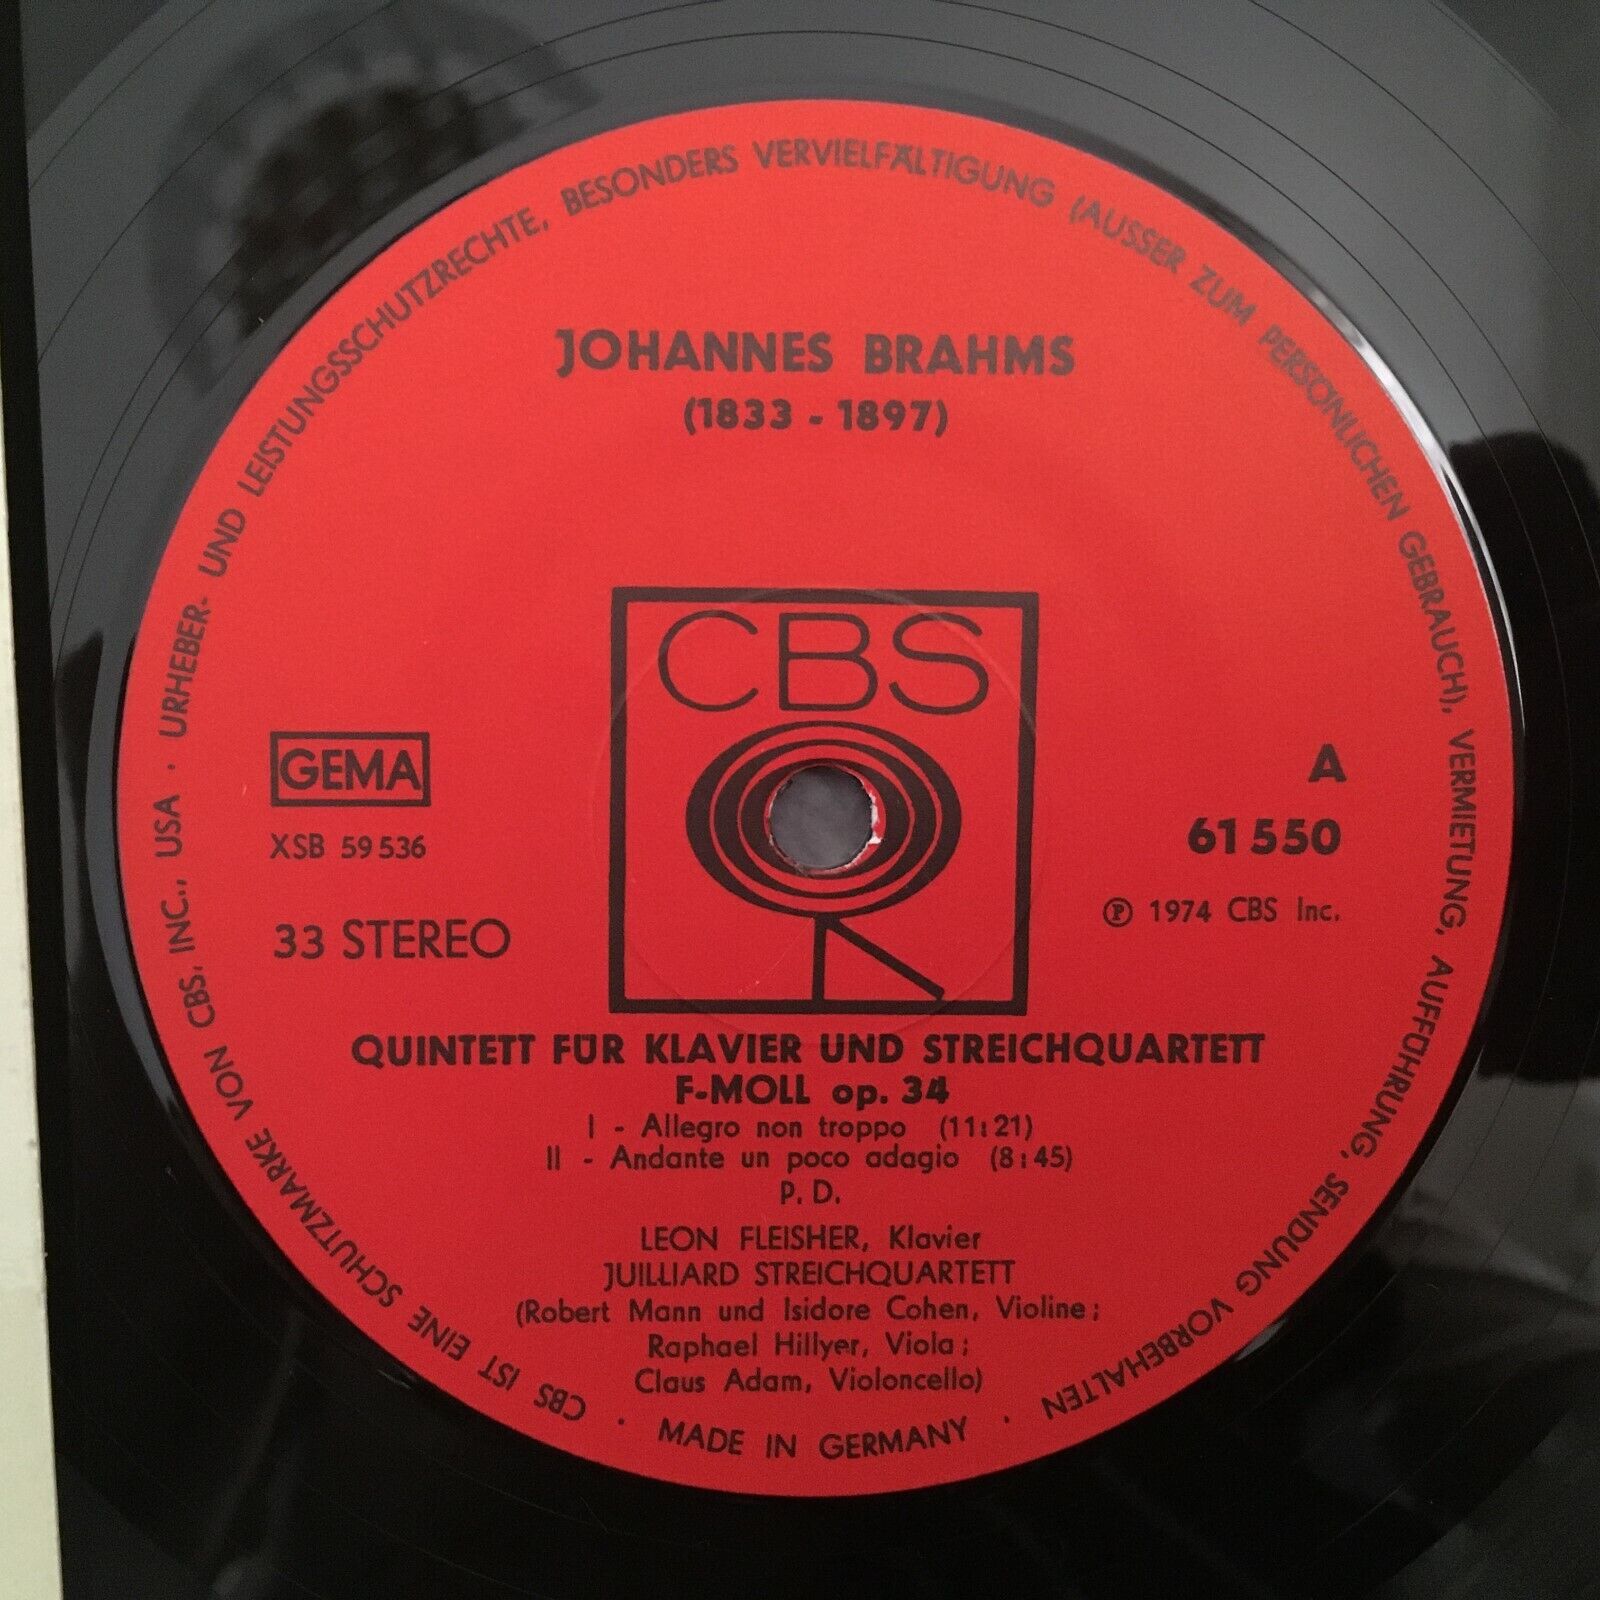 URHEBER- UND LEISTUNGSSCHUTZRECHTE, BESONDERS VERVIELFÄLTIGUNG (AUSSER ZUM PERSONLICHEN GEBRAUCH), VERMIETUNG, AUFFÜHRUNG, SENDUNG VORBEHALTEN ·
JOHANNES BRAHMS
(1833 - 1897)
CBS
GEMA
XSB 59 536
33 STEREO
A
61 550
℗ 1974 CBS Inc.
QUINTETT FÜR KLAVIER UND STREICHQUARTETT
F-MOLL op. 34
I - Allegro non troppo (11:21)
II - Andante un poco adagio (8:45)
P. D.
LEON FLEISHER, Klavier
JUILLIARD STREICHQUARTETT
(Robert Mann und Isidore Cohen, Violine;
Raphael Hillyer, Viola;
Claus Adam, Violoncello)
MADE IN GERMANY ·
CBS IST EINE SCHUTZMARKE VON CBS, INC., USA ·